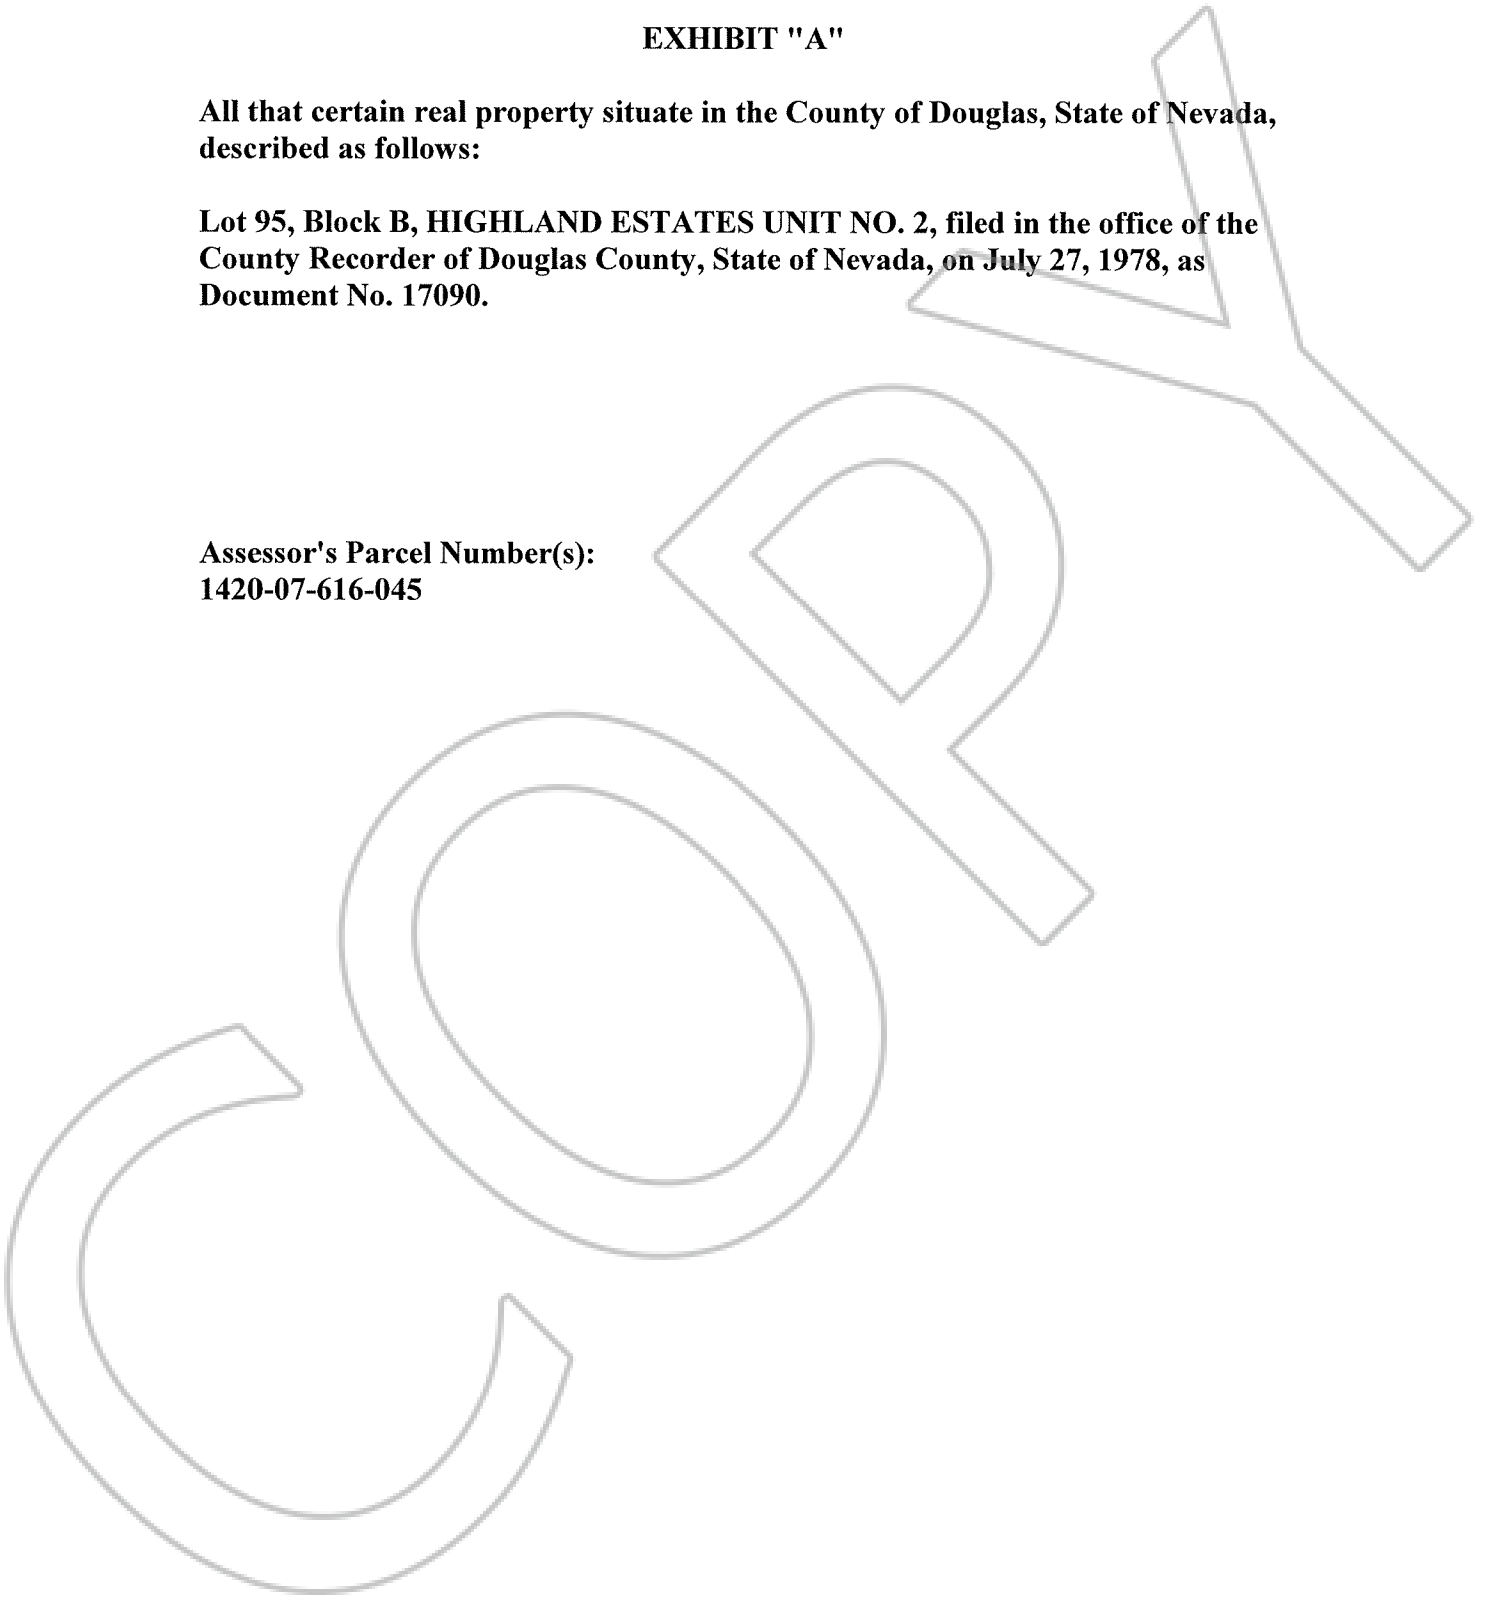 EXHIBIT "A"
All that certain real property situate in the County of Douglas, State of Nevada,
described as follows:
Lot 95, Block B, HIGHLAND ESTATES UNIT NO. 2, filed in the office of the
County Recorder of Douglas County, State of Nevada, on July 27, 1978, as
Document No. 17090.
Assessor's Parcel Number(s):
1420-07-616-045
COPY